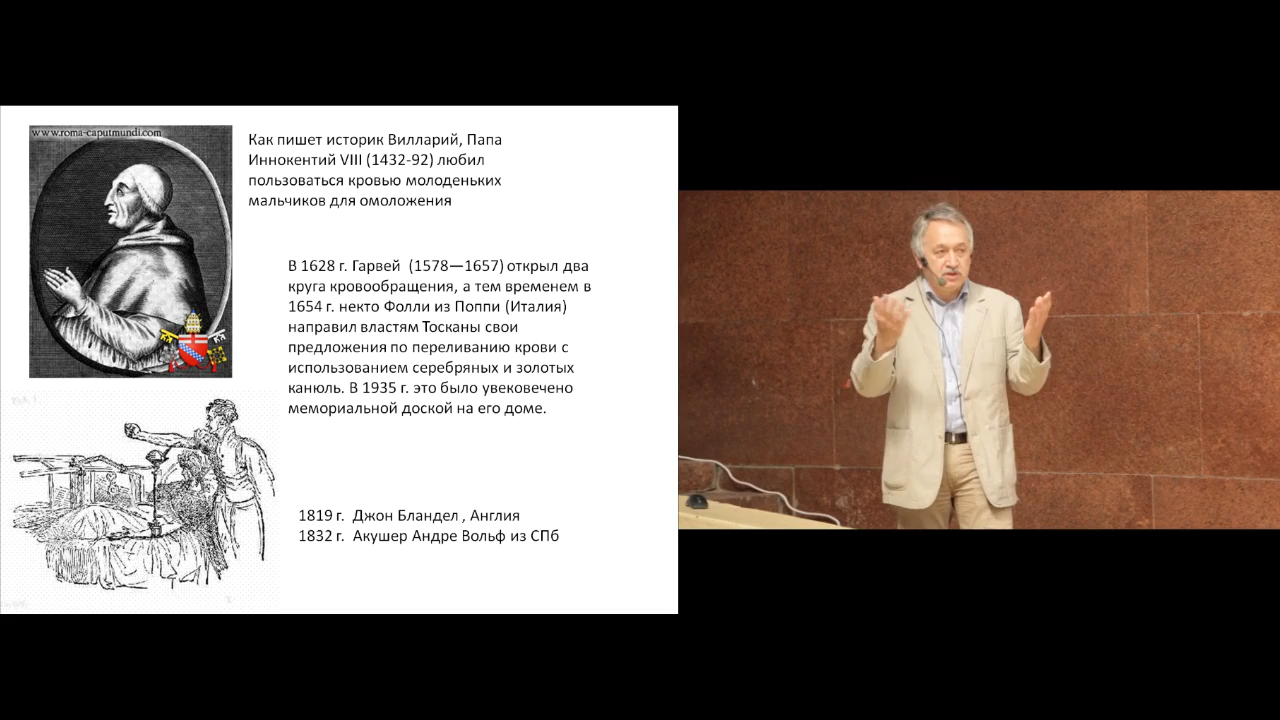 www.roma-caputmundi.com
Как пишет историк Вилларий, Папа
Иннокентий VIII (1432-92) любил
пользоваться кровью молоденьких
мальчиков для омоложения
В 1628 г. Гарвей (1578—1657) открыл два
круга кровообращения, а тем временем в
1654 г. некто Фолли из Поппи (Италия)
направил властям Тосканы свои
предложения по переливанию крови с
использованием серебряных и золотых
канюль. В 1935 г. это было увековечено
мемориальной доской на его доме.
1819 г. Джон Бландел , Англия
1832 г. Акушер Андре Вольф из СПб